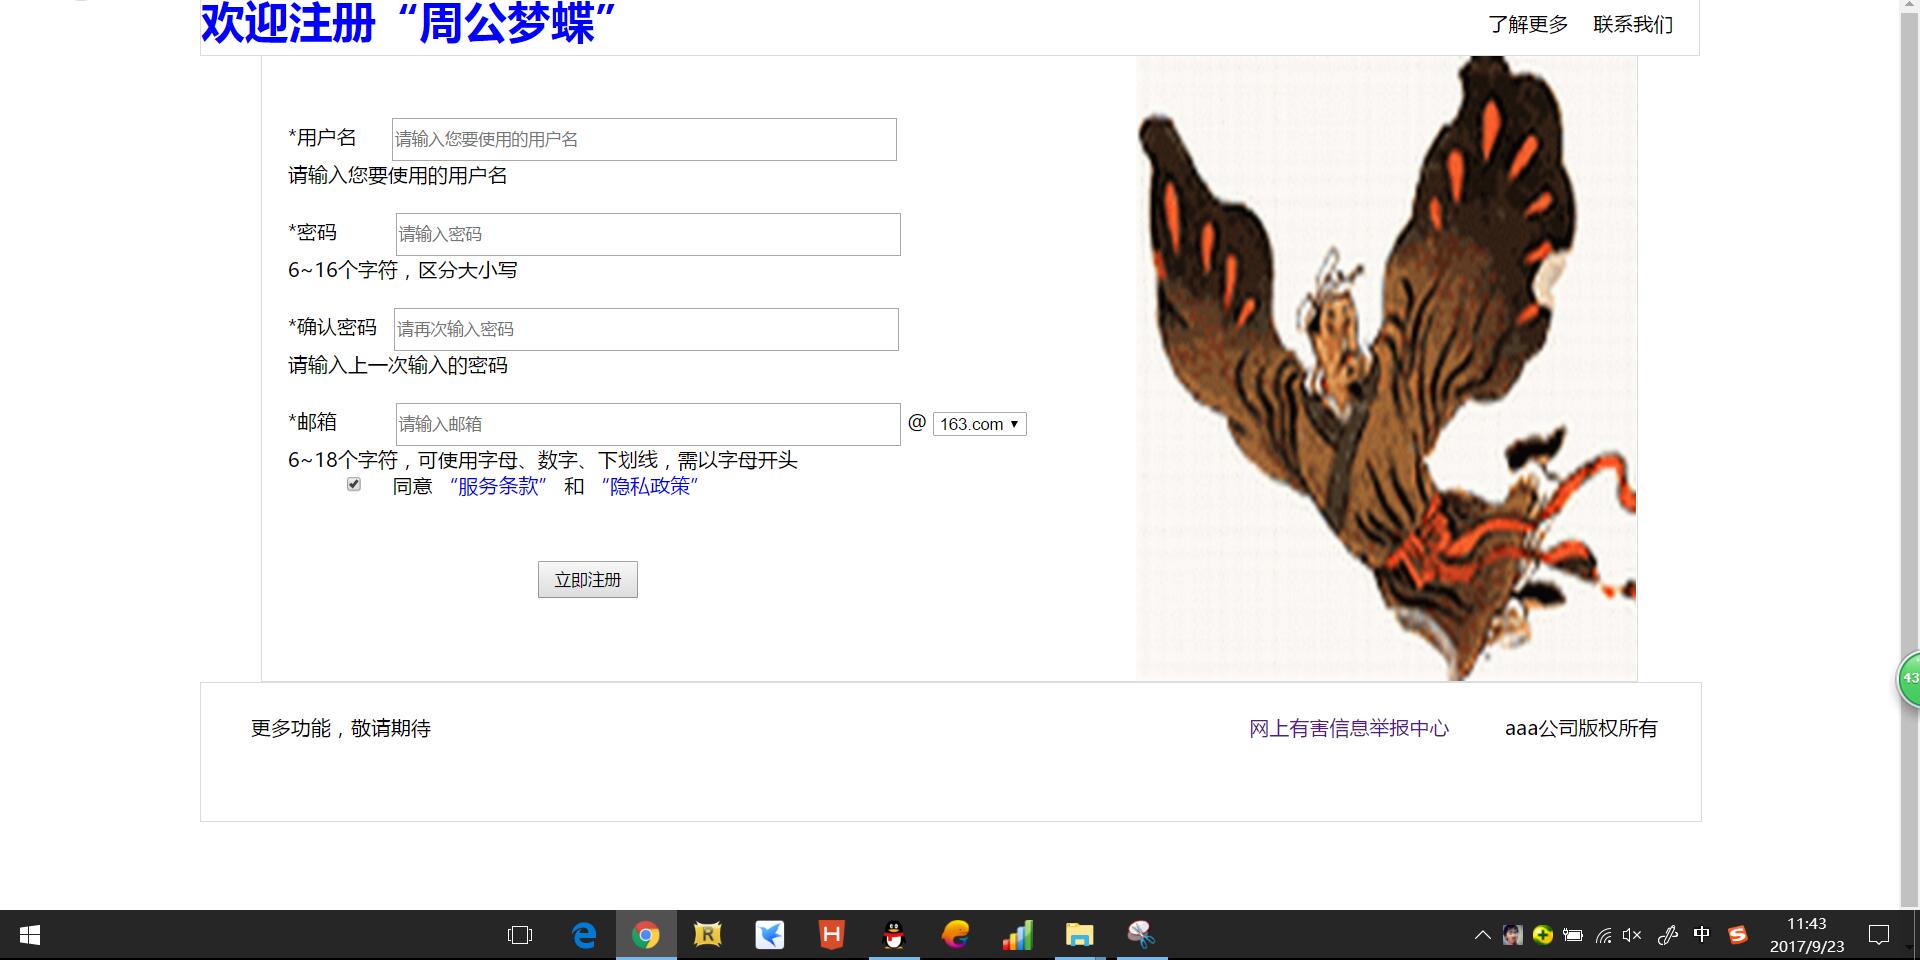 欢迎注册“周公梦蝶”
了解更多 联系我们
*用户名 请输入您要使用的用户名
请输入您要使用的用户名
*密码 请输入密码
6~16个字符，区分大小写
*确认密码 请再次输入密码
请输入上一次输入的密码
*邮箱 请输入邮箱 @ 163.com
6~18个字符，可使用字母、数字、下划线，需以字母开头
同意 “服务条款” 和 “隐私政策”
立即注册
43
更多功能，敬请期待 网上有害信息举报中心 aaa公司版权所有
R H 中 S
11:43
2017/9/23